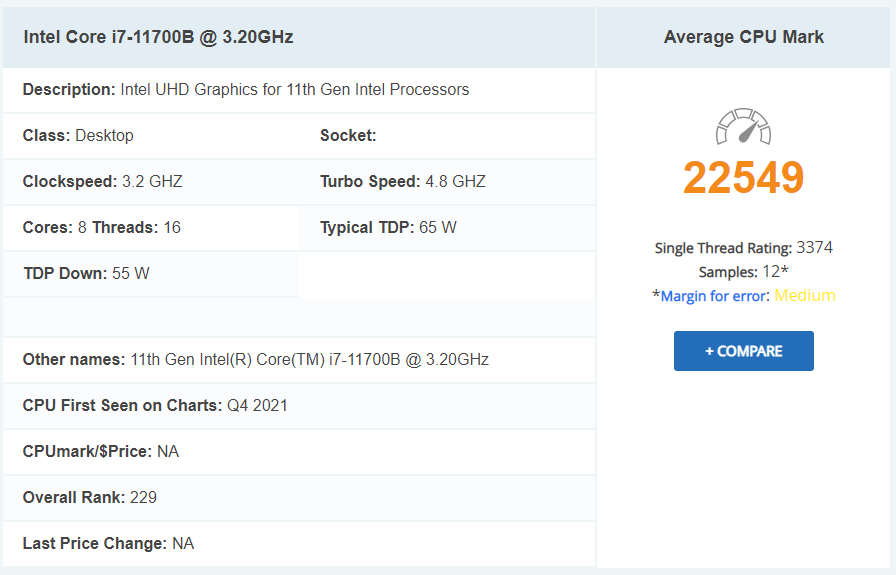 Intel Core i7-11700B @ 3.20GHz
Average CPU Mark
Description: Intel UHD Graphics for 11th Gen Intel Processors
Class: Desktop
Socket:
Clockspeed: 3.2 GHZ
Turbo Speed: 4.8 GHZ
Cores: 8 Threads: 16
Typical TDP: 65 W
TDP Down: 55 W
Other names: 11th Gen Intel(R) Core(TM) i7-11700B @ 3.20GHz
CPU First Seen on Charts: Q4 2021
CPUmark/$Price: NA
Overall Rank: 229
Last Price Change: NA
22549
Single Thread Rating: 3374
Samples: 12*
*Margin for error: Medium
+ COMPARE